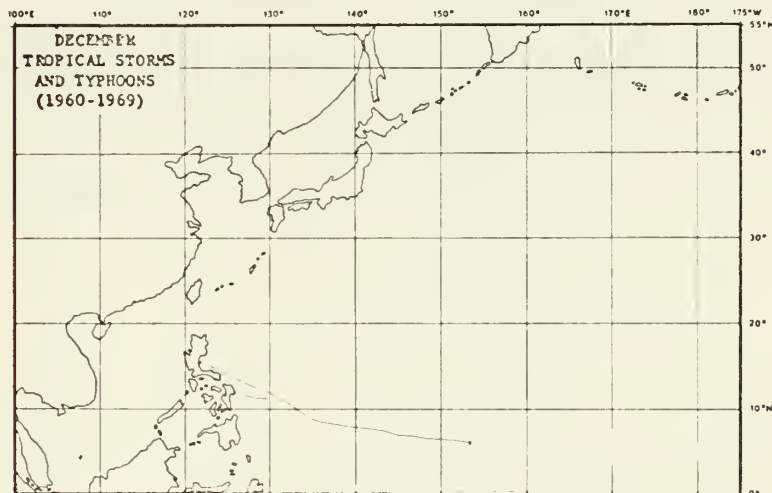 100°E 110° 120° 130° 140° 150°E 160°E 170°E 180° 175°W
55°N
DECEMBER
TROPICAL STORMS
AND TYPHOONS
(1960-1969)
50°
40°
30°
20°
10°N
0°